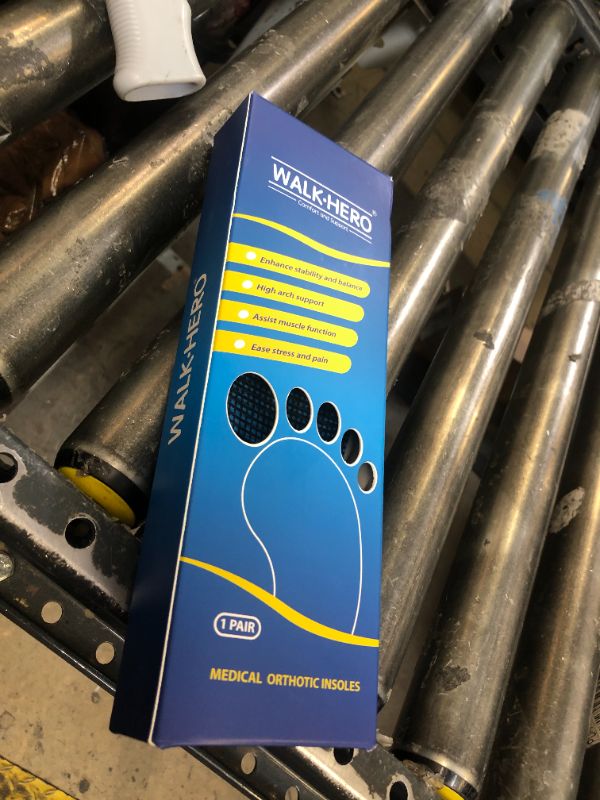 WALK·HERO®
Comfort and Support
Enhance stability and balance
High arch support
Assist muscle function
Ease stress and pain
WALK·HERO
1 PAIR
MEDICAL ORTHOTIC INSOLES